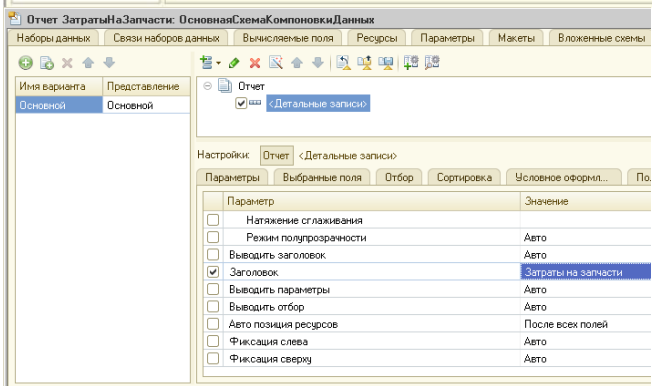 Отчет ЗатратыНаЗапчасти: ОсновнаяСхемаКомпоновкиДанных
Наборы данных Связи наборов данных Вычисляемые поля Ресурсы Параметры Макеты Вложенные схемы
Имя варианта Представление
Основной Основной
Отчет
<Детальные записи>
Настройки: Отчет <Детальные записи>
Параметры Выбранные поля Отбор Сортировка Условное оформл...
Параметр Значение
Натяжение сглаживания
Режим полупрозрачности Авто
Выводить заголовок Авто
Заголовок Затраты на запчасти
Выводить параметры Авто
Выводить отбор Авто
Авто позиция ресурсов После всех полей
Фиксация слева Авто
Фиксация сверху Авто